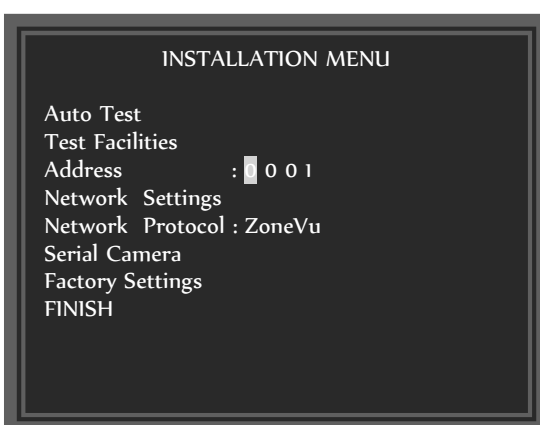 INSTALLATION MENU
Auto Test
Test Facilities
Address : 0 0 0 1
Network Settings
Network Protocol : ZoneVu
Serial Camera
Factory Settings
FINISH